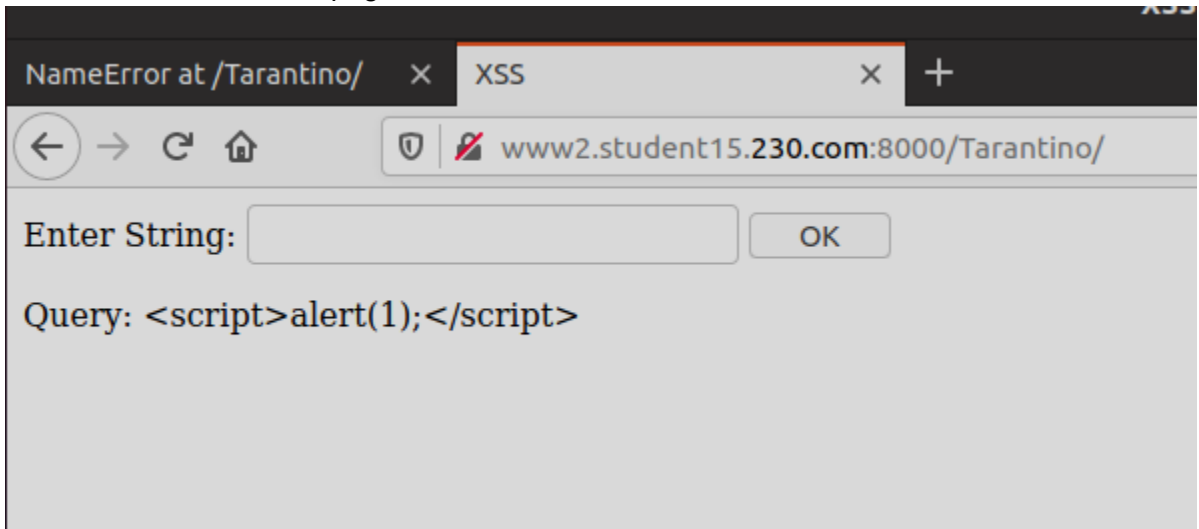 NameError at /Tarantino/ × XSS × +
www2.student15.230.com:8000/Tarantino/
Enter String: OK
Query: <script>alert(1);</script>